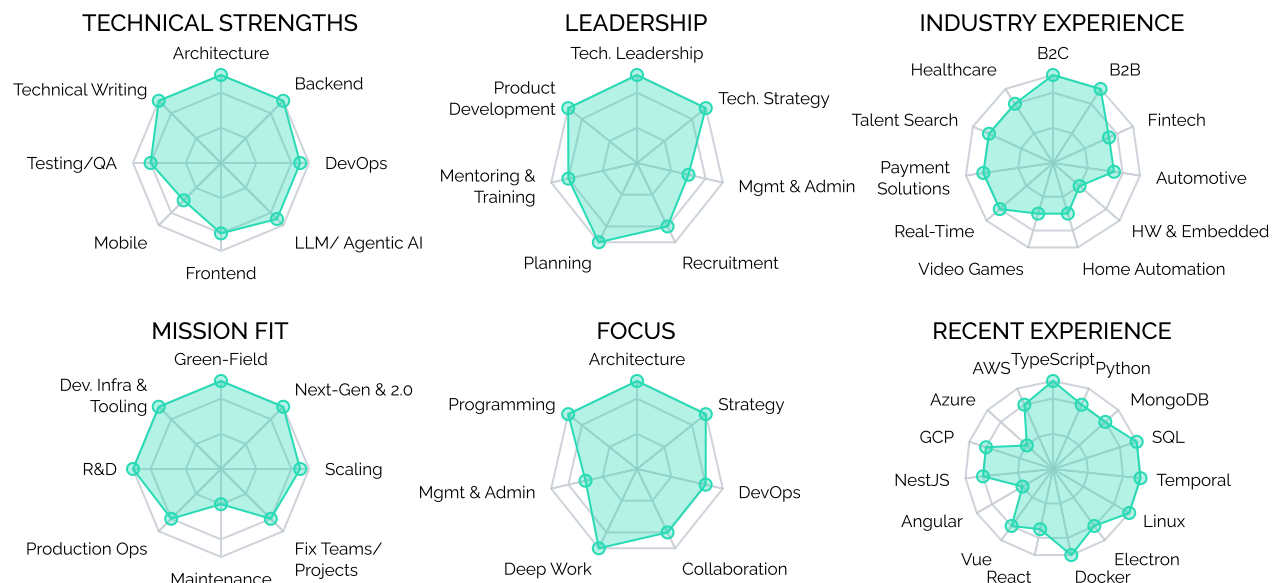 TECHNICAL STRENGTHS
Architecture
Backend
DevOps
LLM/ Agentic AI
Frontend
Mobile
Testing/QA
Technical Writing
LEADERSHIP
Tech. Leadership
Tech. Strategy
Mgmt & Admin
Recruitment
Planning
Mentoring &
Training
Product
Development
INDUSTRY EXPERIENCE
B2C
B2B
Fintech
Automotive
HW & Embedded
Home Automation
Video Games
Real-Time
Payment
Solutions
Talent Search
Healthcare
MISSION FIT
Green-Field
Next-Gen & 2.0
Scaling
Fix Teams/
Projects
Maintenance
Production Ops
R&D
Dev. Infra &
Tooling
FOCUS
Architecture
Strategy
DevOps
Collaboration
Deep Work
Mgmt & Admin
Programming
RECENT EXPERIENCE
TypeScript
Python
MongoDB
SQL
Temporal
Linux
Electron
Docker
React
Vue
Angular
NestJS
GCP
Azure
AWS